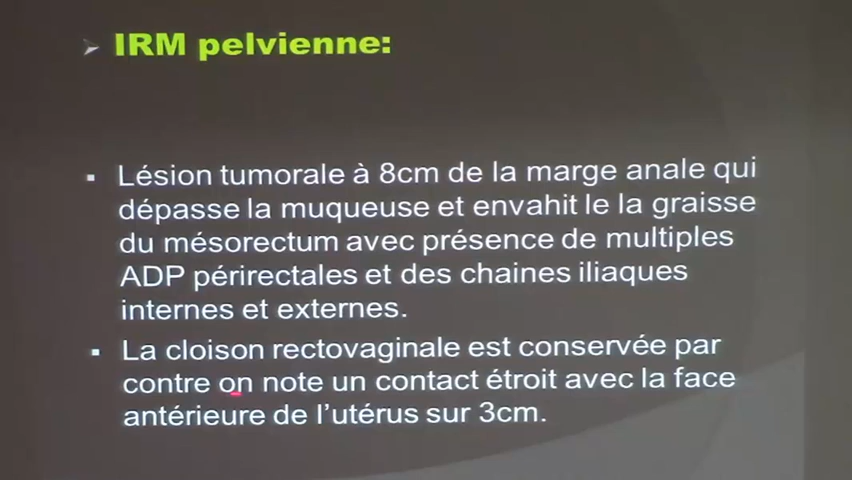 IRM pelvienne:
Lésion tumorale à 8cm de la marge anale qui
dépasse la muqueuse et envahit le la graisse
du mésorectum avec présence de multiples
ADP périrectales et des chaines iliaques
internes et externes.
La cloison rectovaginale est conservée par
contre on note un contact étroit avec la face
antérieure de l'utérus sur 3cm.